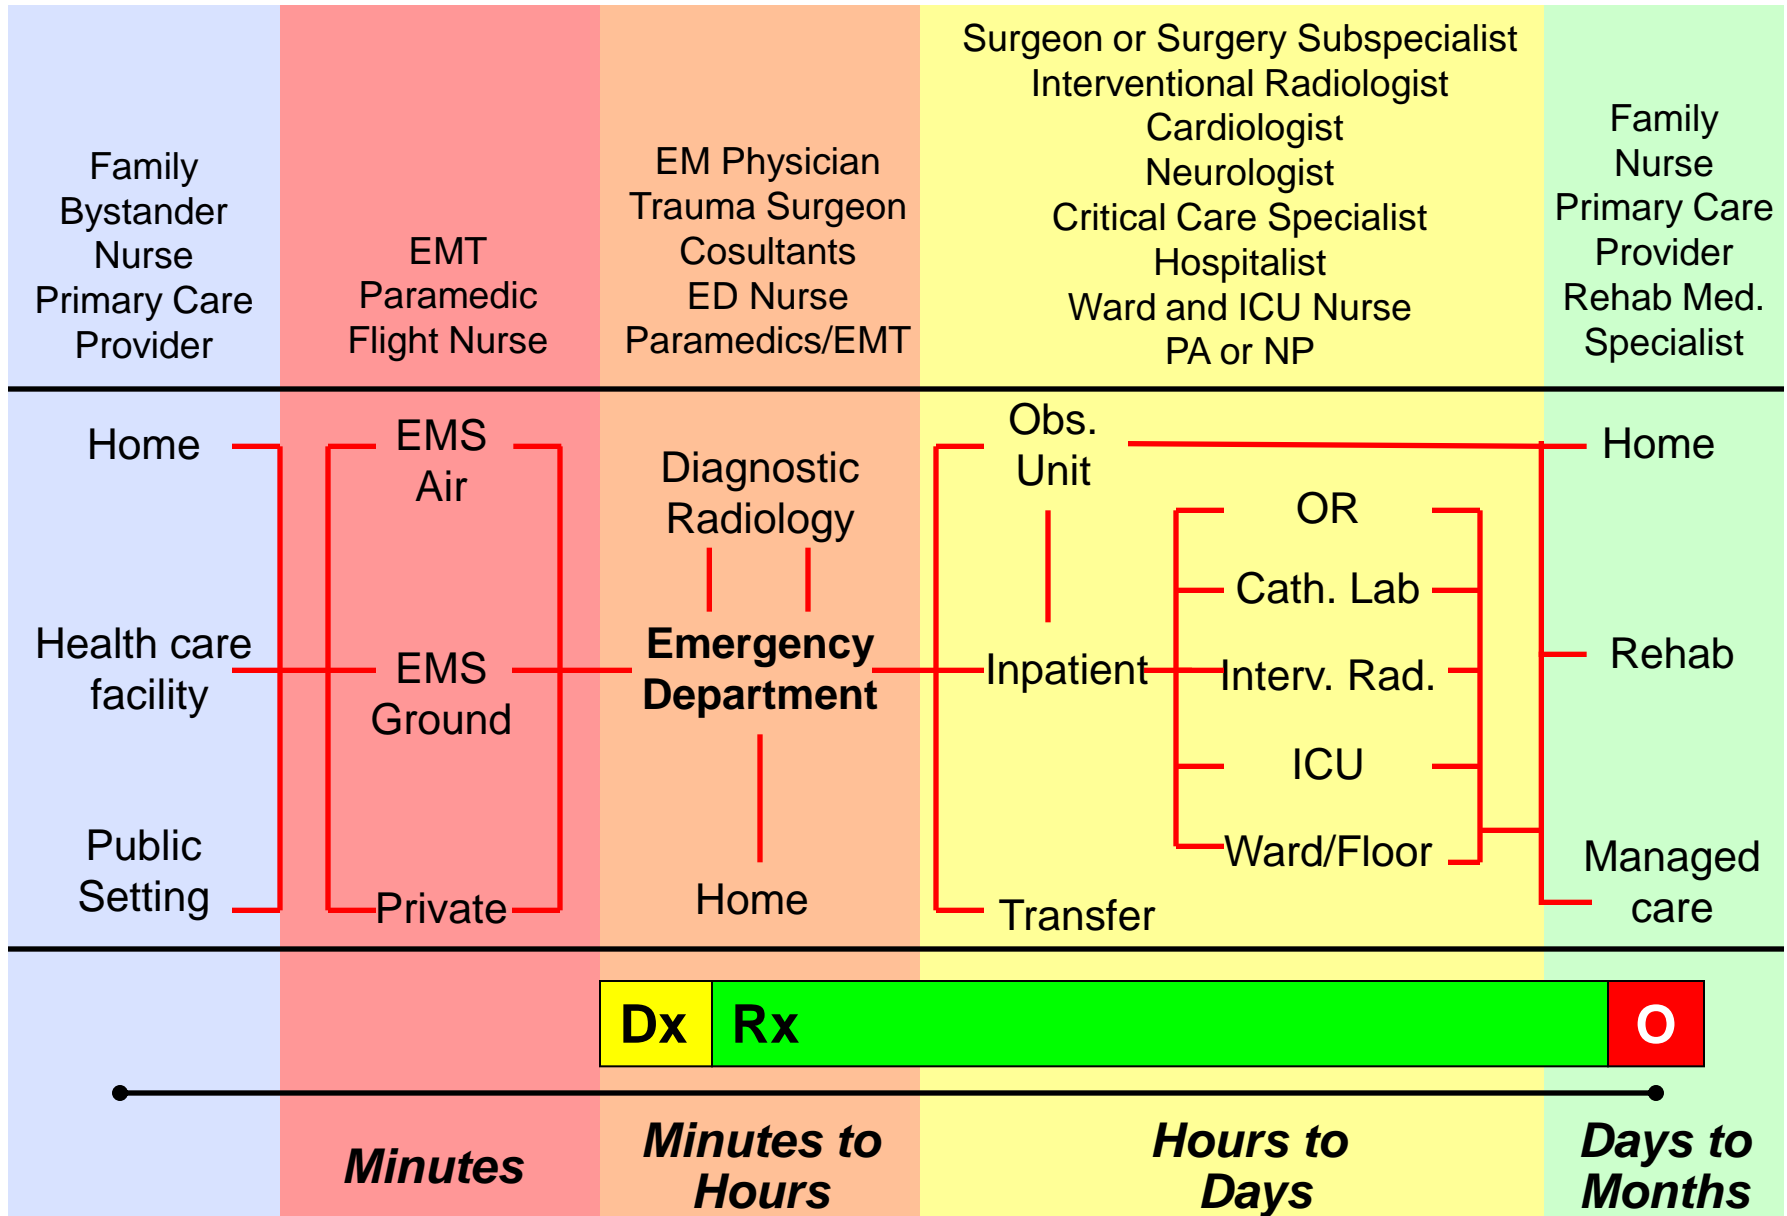 Family
Bystander
Nurse
Primary Care
Provider
EMT
Paramedic
Flight Nurse
EM Physician
Trauma Surgeon
Cosultants
ED Nurse
Paramedics/EMT
Surgeon or Surgery Subspecialist
Interventional Radiologist
Cardiologist
Neurologist
Critical Care Specialist
Hospitalist
Ward and ICU Nurse
PA or NP
Family
Nurse
Primary Care
Provider
Rehab Med.
Specialist
Home
Health care
facility
Public
Setting
EMS
Air
EMS
Ground
Private
Diagnostic
Radiology
Emergency
Department
Home
Obs.
Unit
Inpatient
Transfer
OR
Cath. Lab
Interv. Rad.
ICU
Ward/Floor
Home
Rehab
Managed
care
Dx
Rx
O
Minutes
Minutes to
Hours
Hours to
Days
Days to
Months